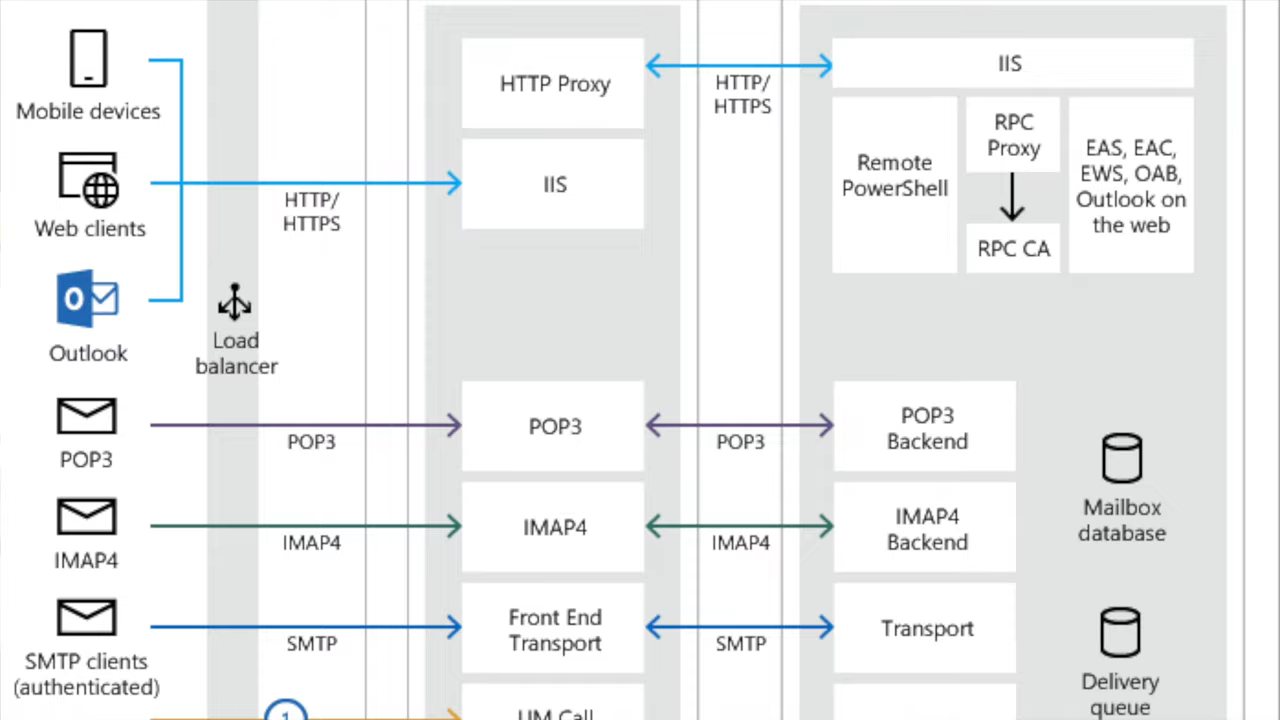 Mobile devices
Web clients
O
Outlook
Load
balancer
POP3
IMAP4
SMTP clients
(authenticated)
HTTP/
HTTPS
POP3
IMAP4
SMTP
1
HTTP Proxy
IIS
POP3
IMAP4
Front End
Transport
UM Call
HTTP/
HTTPS
POP3
IMAP4
SMTP
IIS
Remote
PowerShell
RPC
Proxy
RPC CA
EAS, EAC,
EWS, OAB,
Outlook on
the web
POP3
Backend
IMAP4
Backend
Transport
Mailbox
database
Delivery
queue